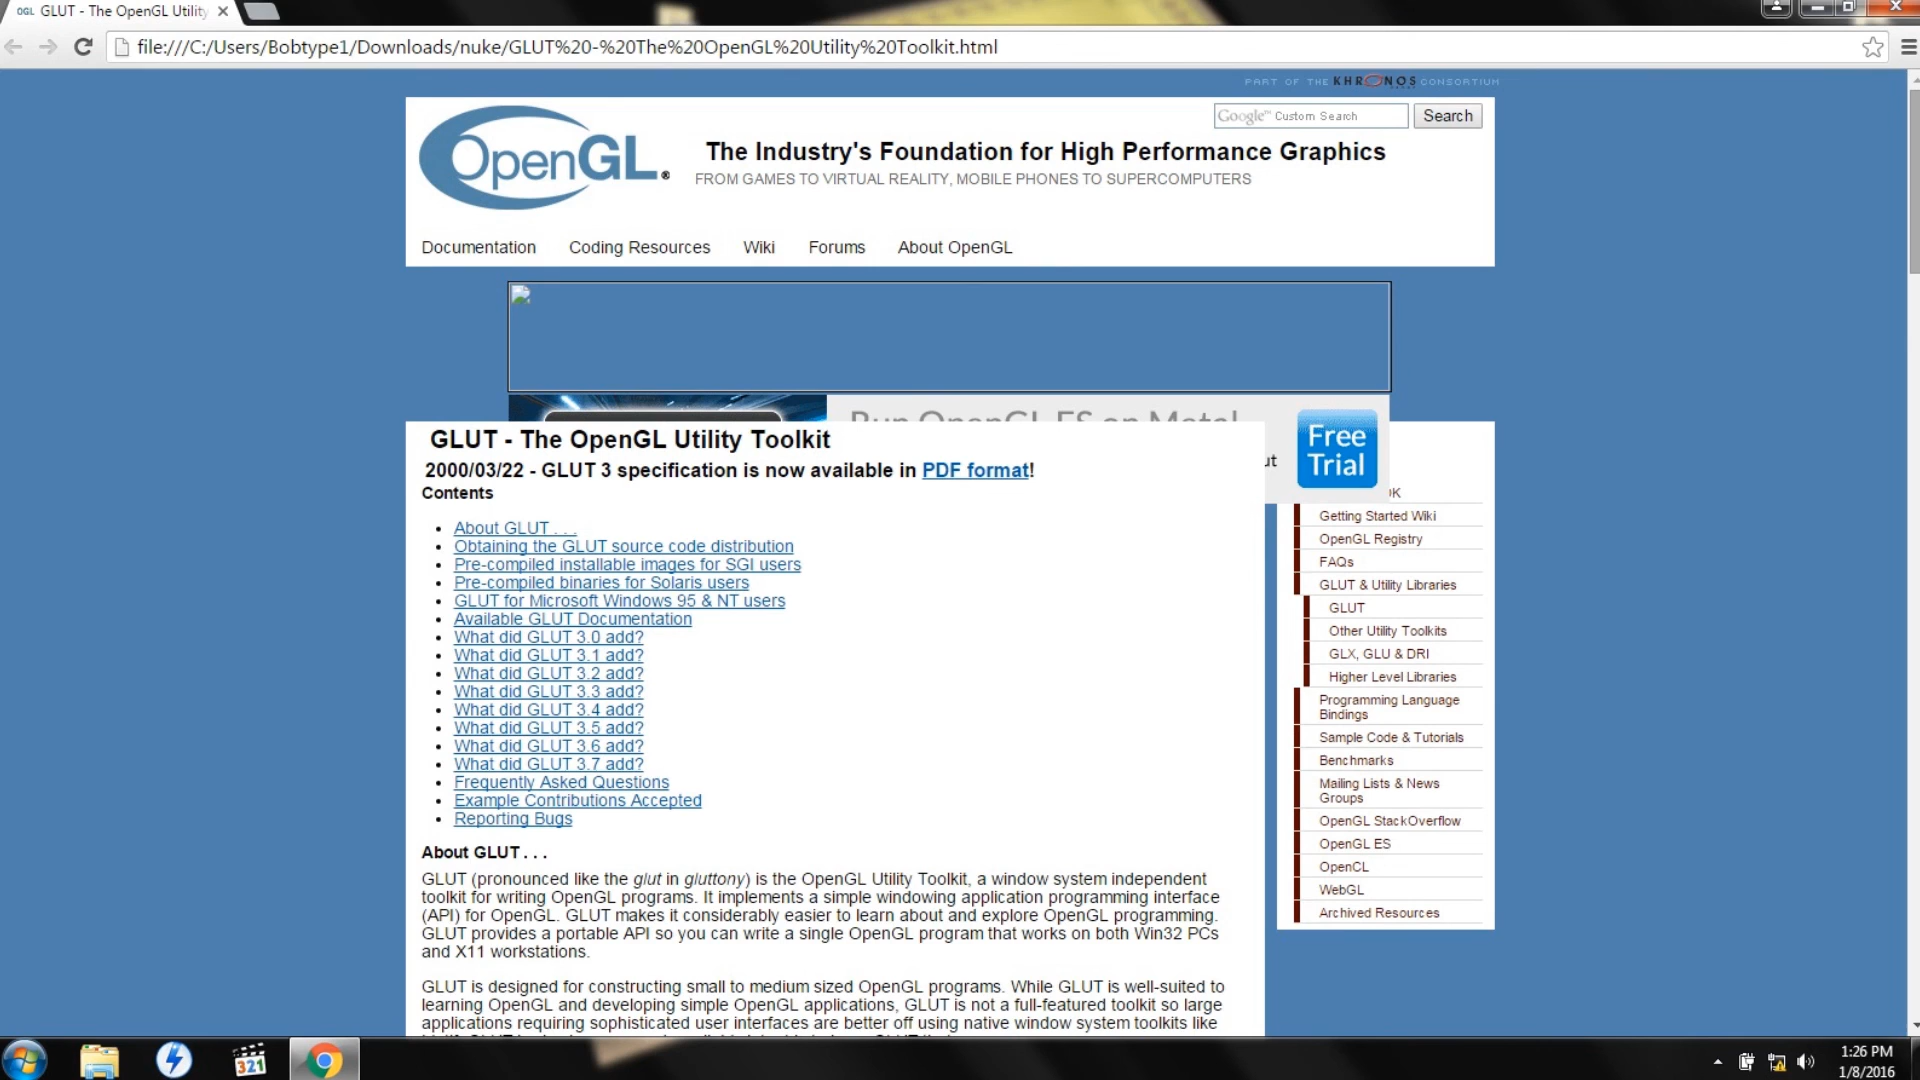 OGL GLUT - The OpenGL Utility
file:///C:/Users/Bobtype1/Downloads/nuke/GLUT%20-%20The%20OpenGL%20Utility%20Toolkit.html
PART OF THE KHRONOS CONSORTIUM
Google™ Custom Search Search
OpenGL®
The Industry's Foundation for High Performance Graphics
FROM GAMES TO VIRTUAL REALITY, MOBILE PHONES TO SUPERCOMPUTERS
Documentation Coding Resources Wiki Forums About OpenGL
Run OpenGL ES on Metal
Free
Trial
GLUT - The OpenGL Utility Toolkit
2000/03/22 - GLUT 3 specification is now available in PDF format!
Contents
About GLUT . . .
Obtaining the GLUT source code distribution
Pre-compiled installable images for SGI users
Pre-compiled binaries for Solaris users
GLUT for Microsoft Windows 95 & NT users
Available GLUT Documentation
What did GLUT 3.0 add?
What did GLUT 3.1 add?
What did GLUT 3.2 add?
What did GLUT 3.3 add?
What did GLUT 3.4 add?
What did GLUT 3.5 add?
What did GLUT 3.6 add?
What did GLUT 3.7 add?
Frequently Asked Questions
Example Contributions Accepted
Reporting Bugs
About GLUT . . .
GLUT (pronounced like the glut in gluttony) is the OpenGL Utility Toolkit, a window system independent
toolkit for writing OpenGL programs. It implements a simple windowing application programming interface
(API) for OpenGL. GLUT makes it considerably easier to learn about and explore OpenGL programming.
GLUT provides a portable API so you can write a single OpenGL program that works on both Win32 PCs
and X11 workstations.
GLUT is designed for constructing small to medium sized OpenGL programs. While GLUT is well-suited to
learning OpenGL and developing simple OpenGL applications, GLUT is not a full-featured toolkit so large
applications requiring sophisticated user interfaces are better off using native window system toolkits like
Getting Started Wiki
OpenGL Registry
FAQs
GLUT & Utility Libraries
GLUT
Other Utility Toolkits
GLX, GLU & DRI
Higher Level Libraries
Programming Language
Bindings
Sample Code & Tutorials
Benchmarks
Mailing Lists & News
Groups
OpenGL StackOverflow
OpenGL ES
OpenCL
WebGL
Archived Resources
321
1:26 PM
1/8/2016